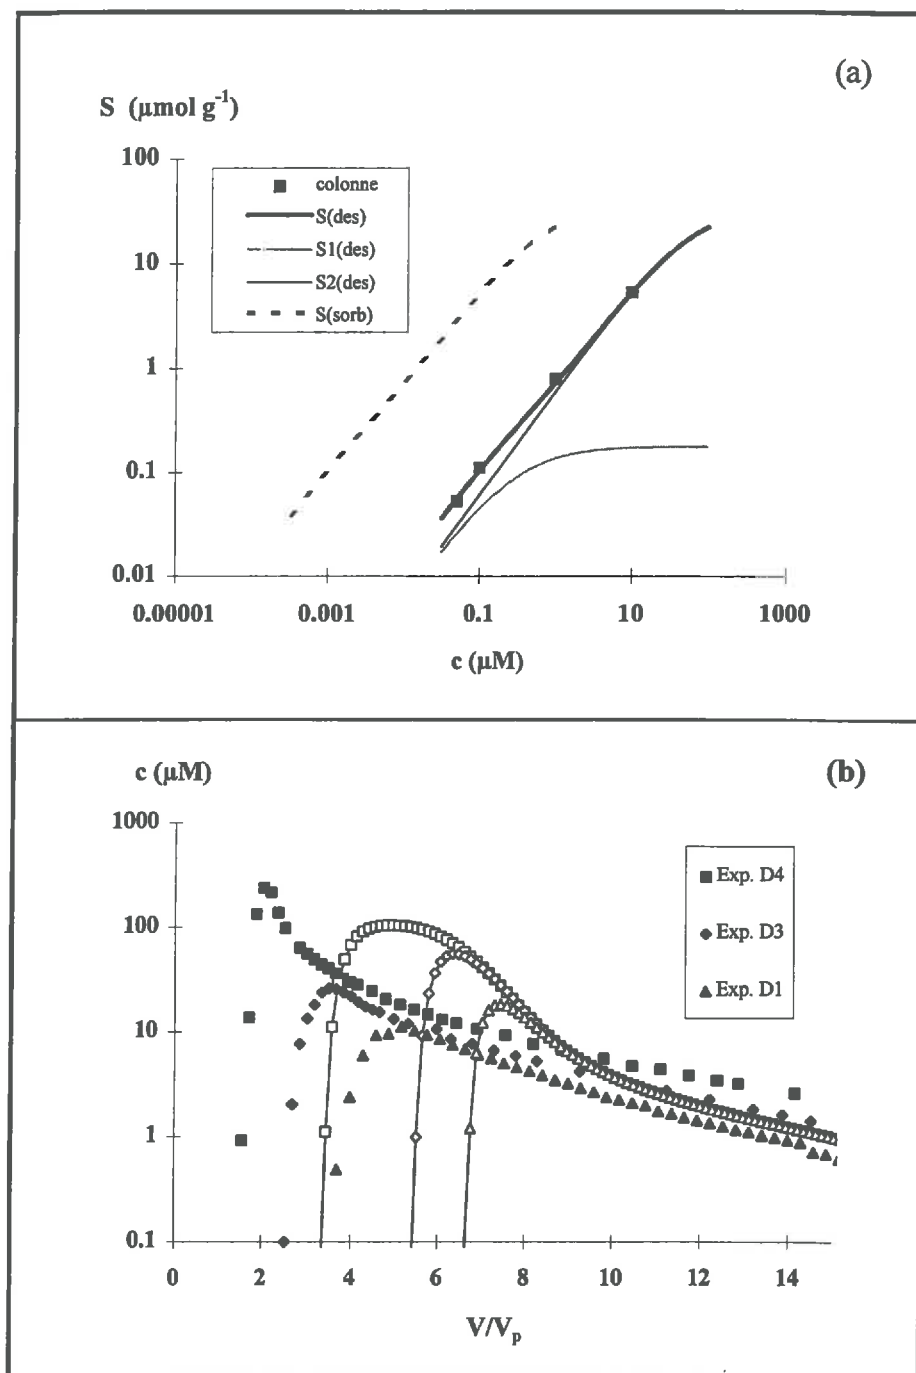 (a)
S (µmol g⁻¹)
100
10
1
0.1
0.01
colonne
S(des)
S1(des)
S2(des)
S(sorb)
0.00001 0.001 0.1 10 1000
c (µM)
(b)
c (µM)
1000
100
10
1
0.1
Exp. D4
Exp. D3
Exp. D1
0 2 4 6 8 10 12 14
V/Vₚ